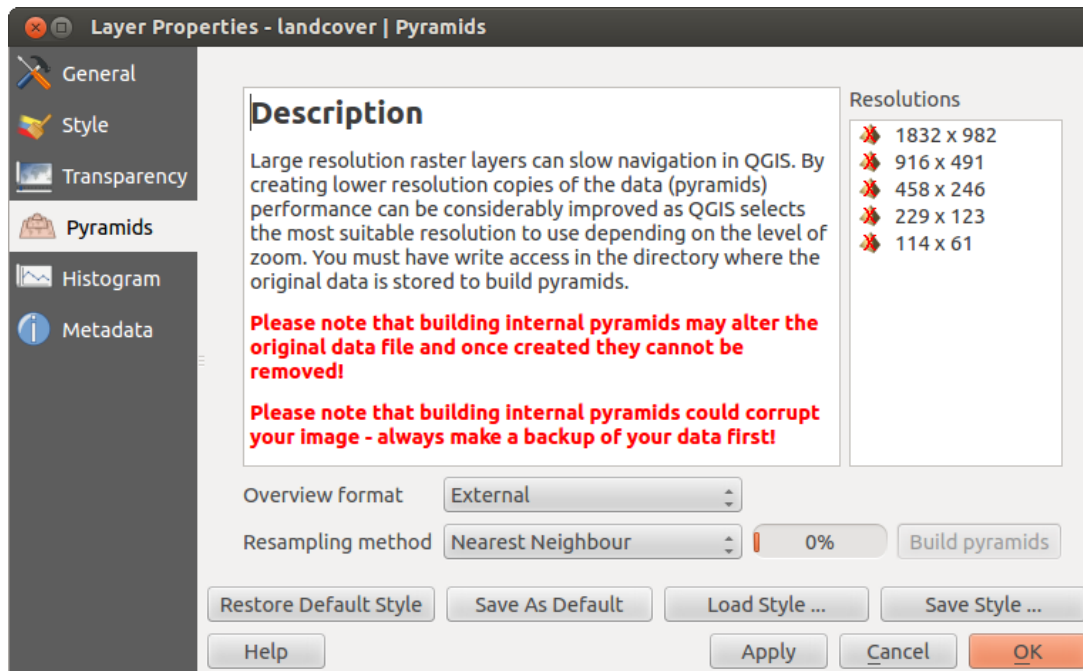 Layer Properties - landcover | Pyramids
General
Style
Transparency
Pyramids
Histogram
Metadata
Description
Large resolution raster layers can slow navigation in QGIS. By
creating lower resolution copies of the data (pyramids)
performance can be considerably improved as QGIS selects
the most suitable resolution to use depending on the level of
zoom. You must have write access in the directory where the
original data is stored to build pyramids.
Please note that building internal pyramids may alter the
original data file and once created they cannot be
removed!
Please note that building internal pyramids could corrupt
your image - always make a backup of your data first!
Resolutions
1832 x 982
916 x 491
458 x 246
229 x 123
114 x 61
Overview format External
Resampling method Nearest Neighbour 0% Build pyramids
Restore Default Style Save As Default Load Style ... Save Style ...
Help Apply Cancel OK